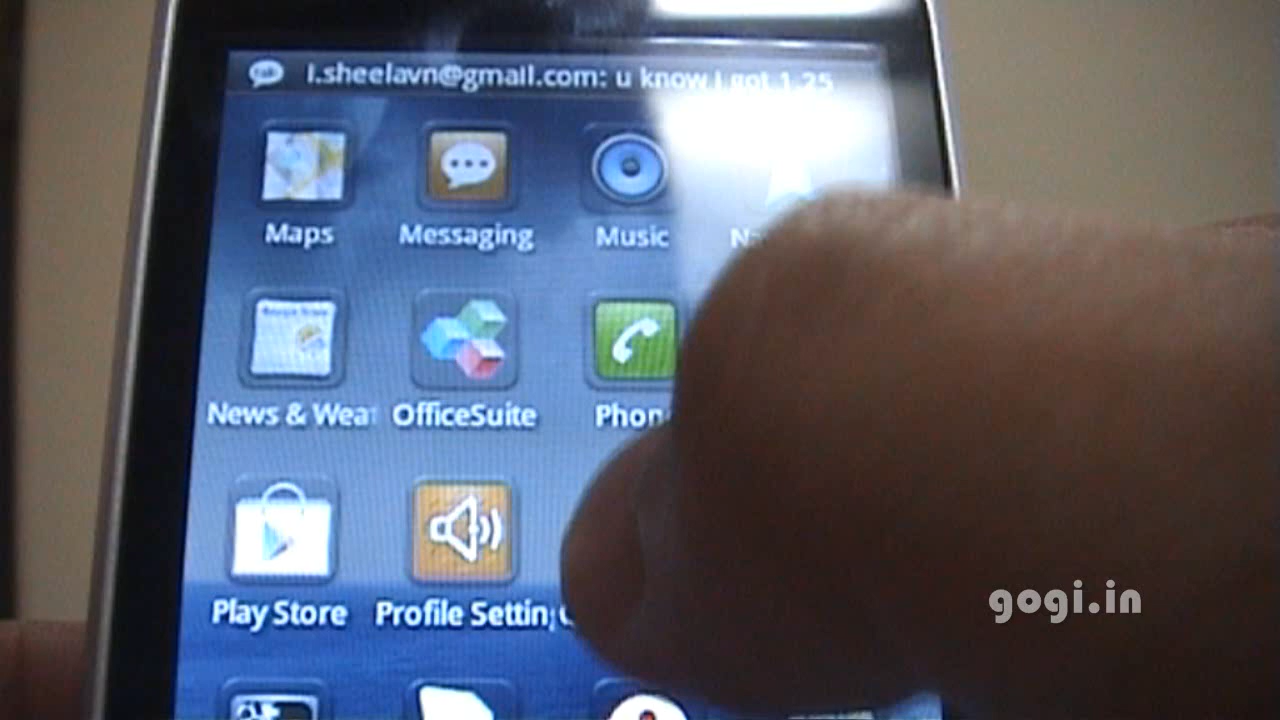 l.sheelavn@gmail.com: u know i got 1.25
Maps Messaging Music
News & Weat OfficeSuite Phon
Play Store Profile Settin
gogi.in